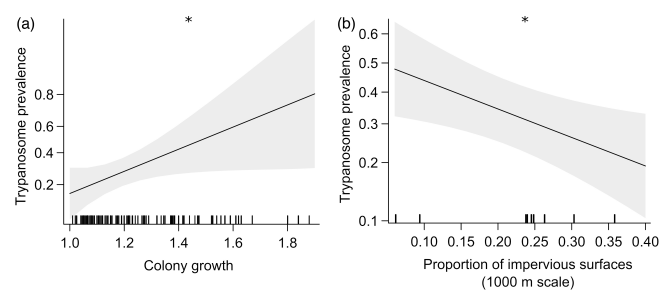 (a)
*
Trypanosome prevalence
0.8
0.6
0.4
0.2
1.0 1.2 1.4 1.6 1.8
Colony growth
(b)
*
Trypanosome prevalence
0.6
0.5
0.4
0.3
0.2
0.1
0.10 0.15 0.20 0.25 0.30 0.35 0.40
Proportion of impervious surfaces
(1000 m scale)